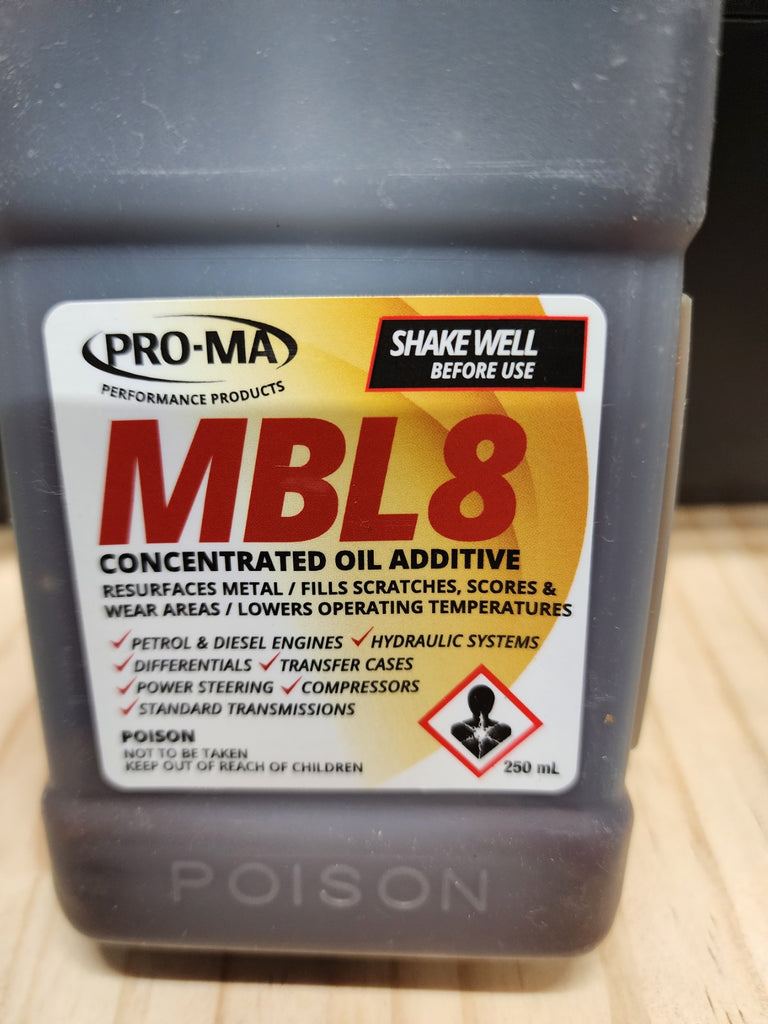 PRO-MA
PERFORMANCE PRODUCTS
SHAKE WELL
BEFORE USE
MBL8
CONCENTRATED OIL ADDITIVE
RESURFACES METAL / FILLS SCRATCHES, SCORES &
WEAR AREAS / LOWERS OPERATING TEMPERATURES
✓PETROL & DIESEL ENGINES ✓HYDRAULIC SYSTEMS
✓DIFFERENTIALS ✓TRANSFER CASES
✓POWER STEERING ✓COMPRESSORS
✓STANDARD TRANSMISSIONS
POISON
NOT TO BE TAKEN
KEEP OUT OF REACH OF CHILDREN
250 mL
POISON